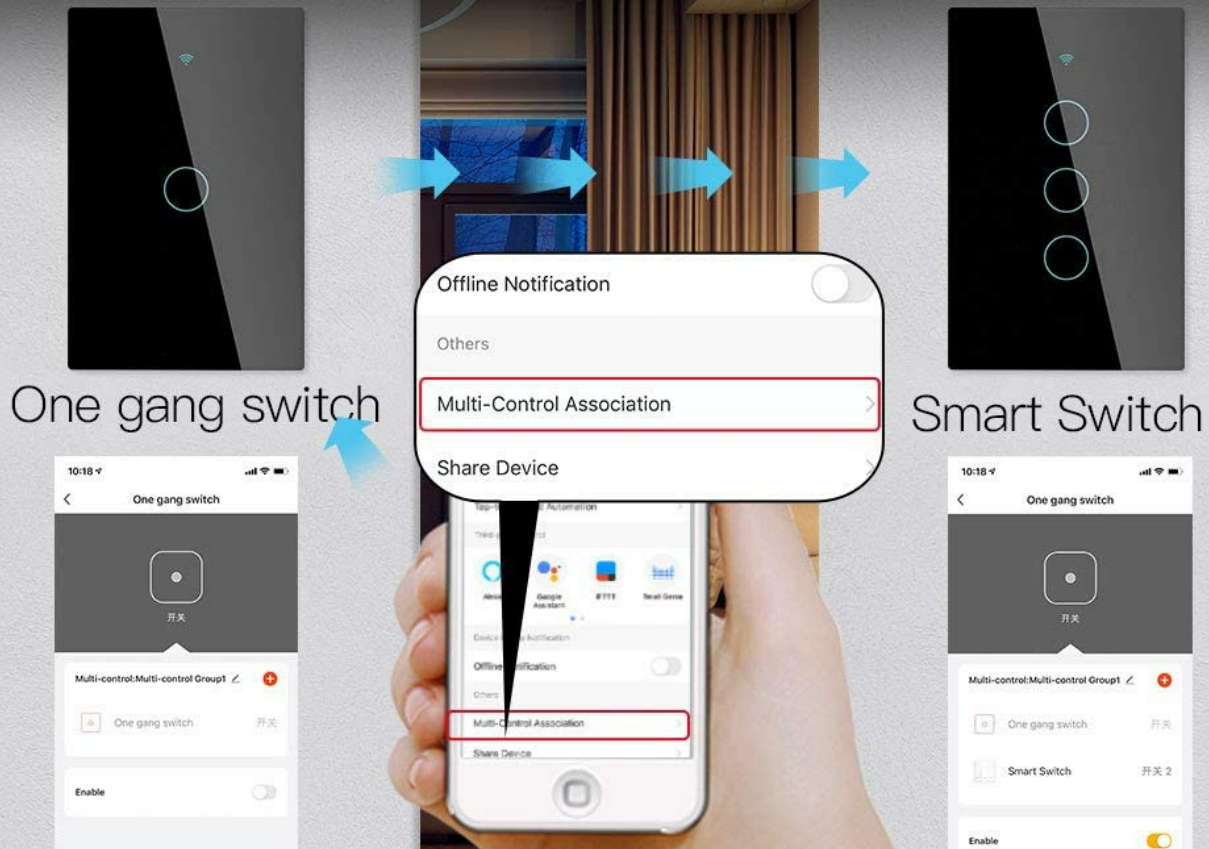 One gang switch
Offline Notification
Others
Multi-Control Association
Share Device
Smart Switch
10:18
One gang switch
开关
Multi-control:Multi-control Group1
One gang switch 开关
Enable
Google
Assistant
IFTTT
Offline
Others
Multi-Control Association
Share Device
10:18
One gang switch
开关
Multi-control:Multi-control Group1
One gang switch 开关
Smart Switch 开关 2
Enable